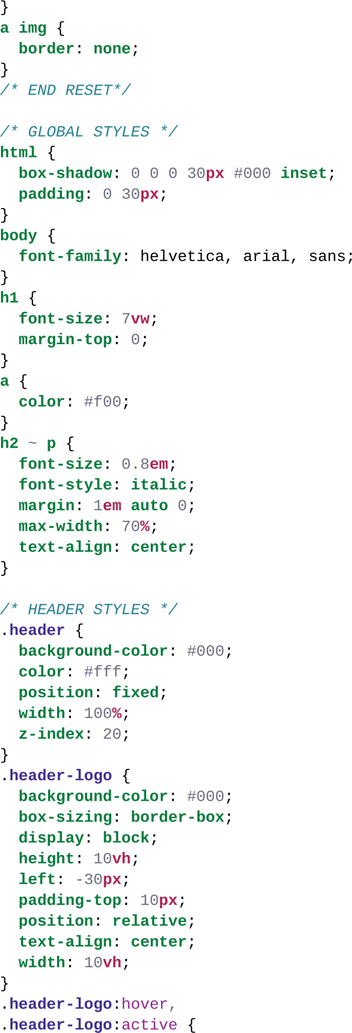 }
a img {
  border: none;
}
/* END RESET*/

/* GLOBAL STYLES */
html {
  box-shadow: 0 0 0 30px #000 inset;
  padding: 0 30px;
}
body {
  font-family: helvetica, arial, sans;
}
h1 {
  font-size: 7vw;
  margin-top: 0;
}
a {
  color: #f00;
}
h2 ~ p {
  font-size: 0.8em;
  font-style: italic;
  margin: 1em auto 0;
  max-width: 70%;
  text-align: center;
}

/* HEADER STYLES */
.header {
  background-color: #000;
  color: #fff;
  position: fixed;
  width: 100%;
  z-index: 20;
}
.header-logo {
  background-color: #000;
  box-sizing: border-box;
  display: block;
  height: 10vh;
  left: -30px;
  padding-top: 10px;
  position: relative;
  text-align: center;
  width: 10vh;
}
.header-logo:hover,
.header-logo:active {